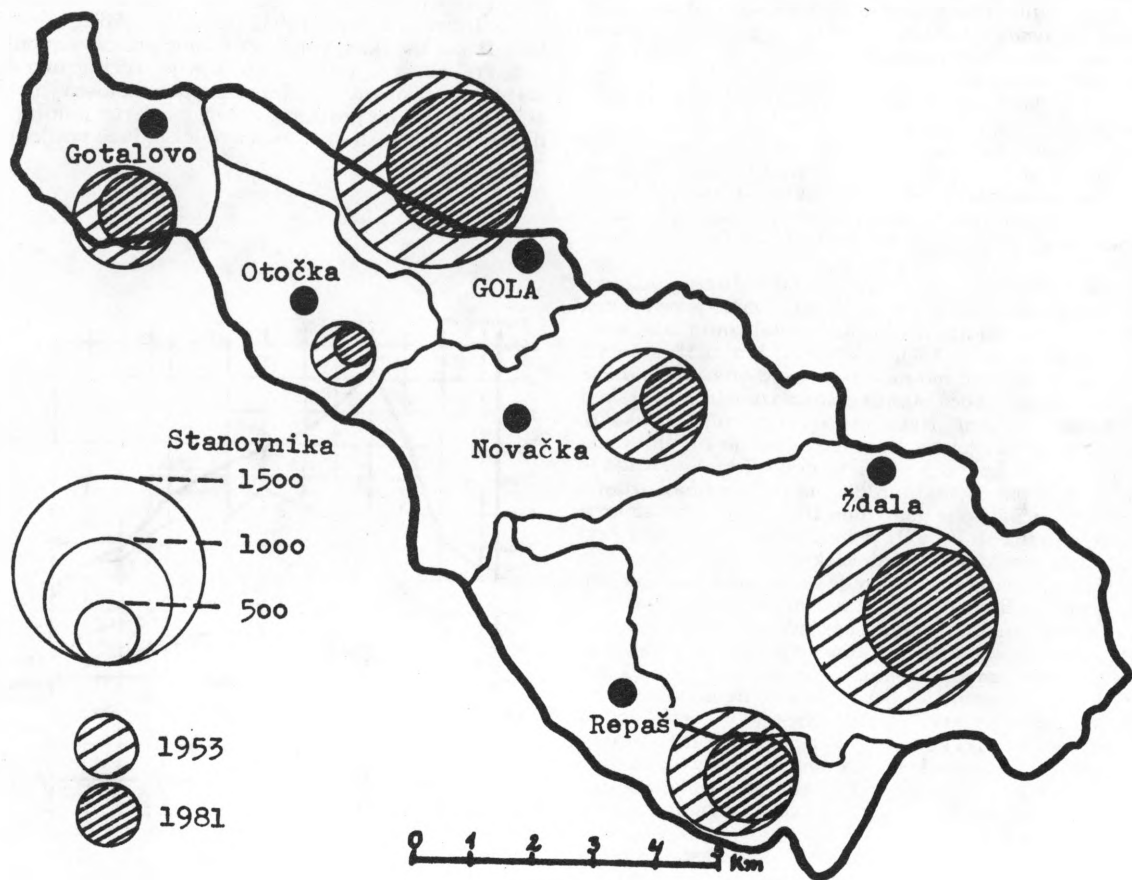 Gotalovo
Otočka
GOLA
Novačka
Ždala
Repaš
Stanovnika
1500
1000
500
1953
1981
0 1 2 3 4 5 Km